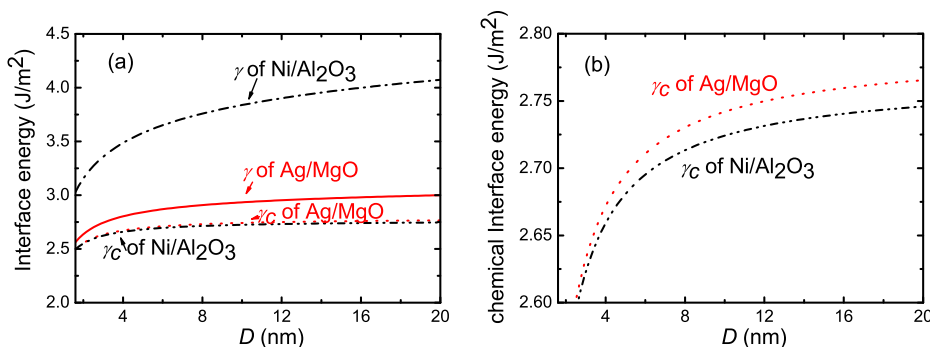 (a)
γ of Ni/Al2O3
γ of Ag/MgO
γc of Ag/MgO
γc of Ni/Al2O3
Interface energy (J/m2)
4.5
4.0
3.5
3.0
2.5
2.0
4 8 12 16 20
D (nm)
(b)
γc of Ag/MgO
γc of Ni/Al2O3
chemical Interface energy (J/m2)
2.80
2.75
2.70
2.65
2.60
4 8 12 16 20
D (nm)